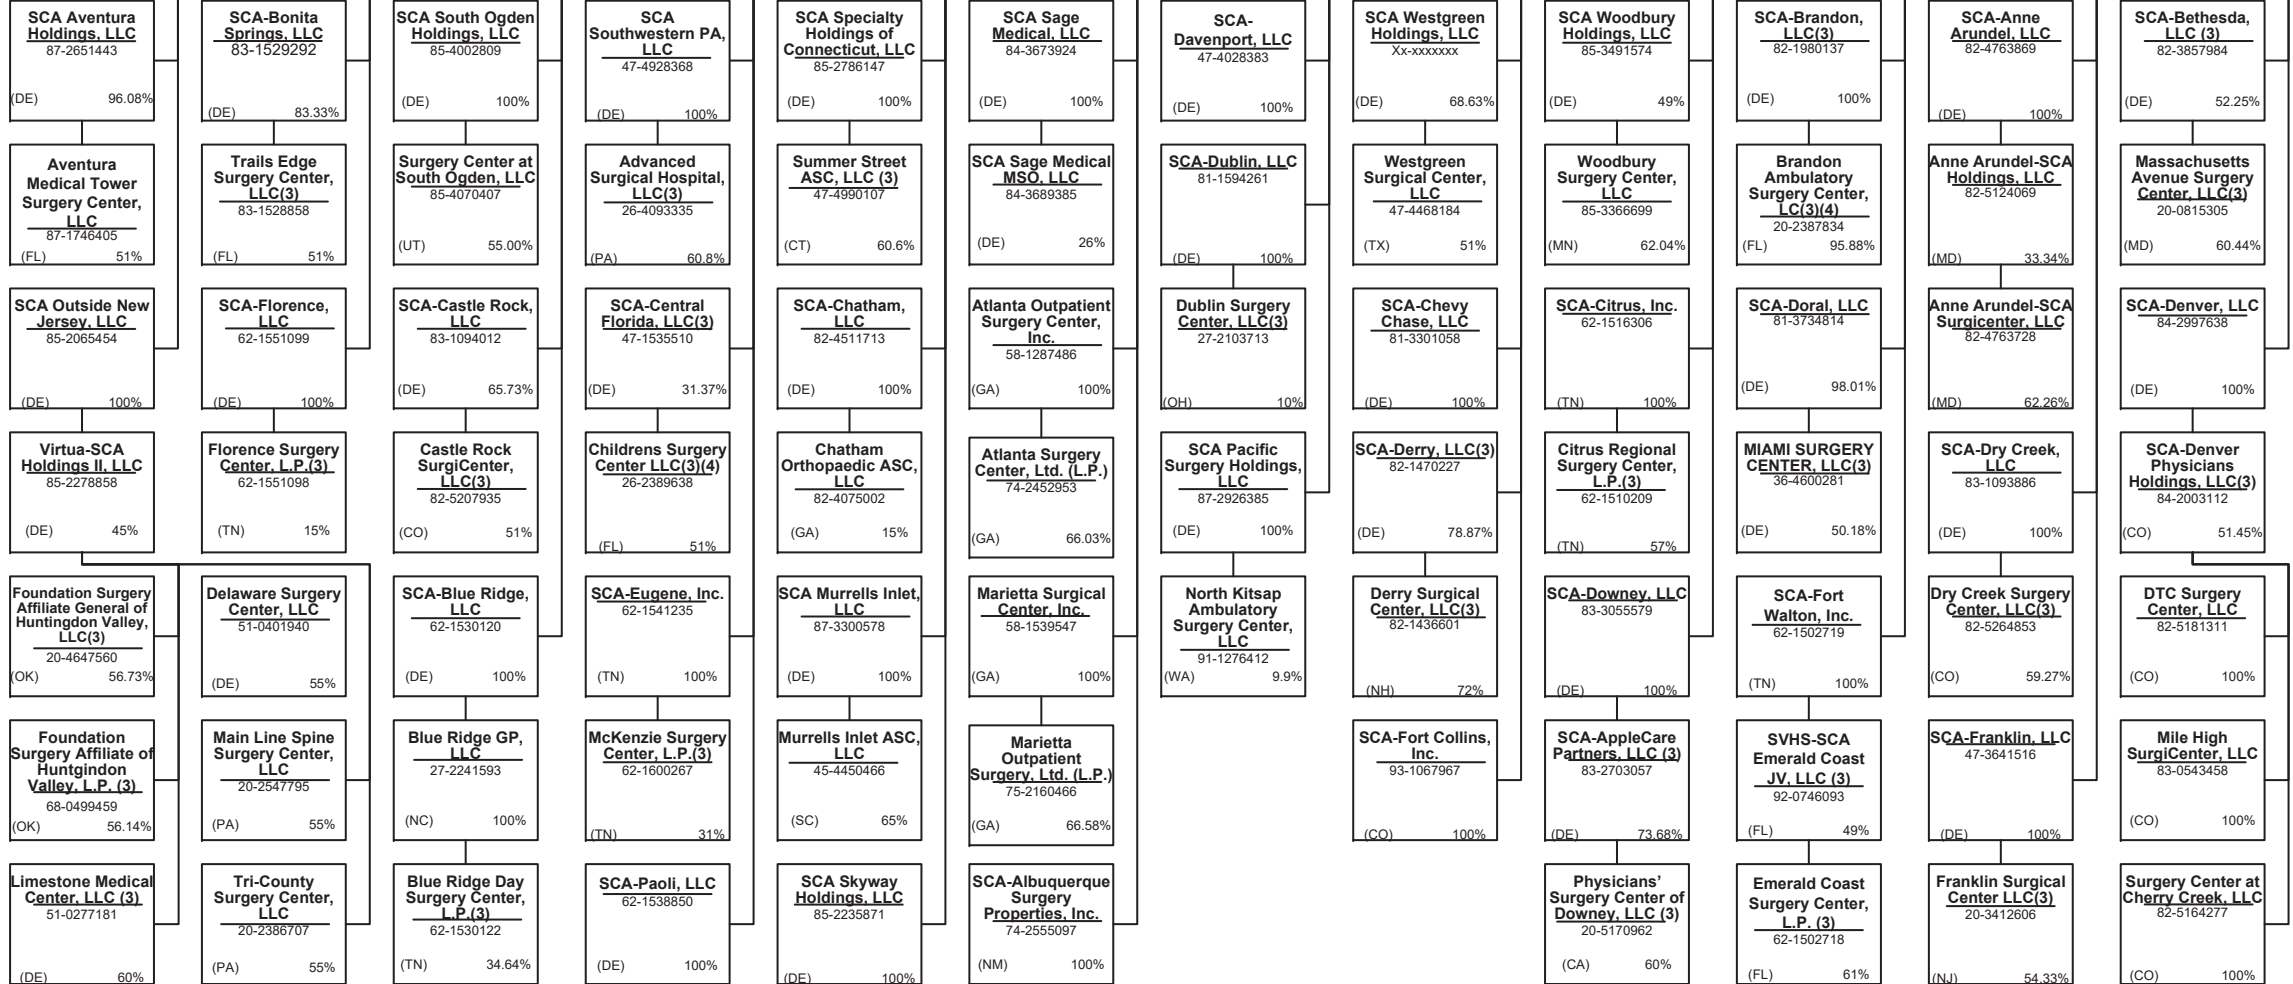 SCA Aventura
Holdings, LLC
87-2651443
(DE) 96.08%
SCA-Bonita
Springs, LLC
83-1529292
(DE) 83.33%
SCA South Ogden
Holdings, LLC
85-4002809
(DE) 100%
SCA
Southwestern PA,
LLC
47-4928368
(DE) 100%
SCA Specialty
Holdings of
Connecticut, LLC
85-2786147
(DE) 100%
SCA Sage
Medical, LLC
84-3673924
(DE) 100%
SCA-
Davenport, LLC
47-4028383
(DE) 100%
SCA Westgreen
Holdings, LLC
Xx-xxxxxxx
(DE) 68.63%
SCA Woodbury
Holdings, LLC
85-3491574
(DE) 49%
SCA-Brandon,
LLC(3)
82-1980137
(DE) 100%
SCA-Anne
Arundel, LLC
82-4763869
(DE) 100%
SCA-Bethesda,
LLC (3)
82-3857984
(DE) 52.25%
Aventura
Medical Tower
Surgery Center,
LLC
87-1746405
(FL) 51%
Trails Edge
Surgery Center,
LLC(3)
83-1528858
(FL) 51%
Surgery Center at
South Ogden, LLC
85-4070407
(UT) 55.00%
Advanced
Surgical Hospital,
LLC(3)
26-4093335
(PA) 60.8%
Summer Street
ASC, LLC (3)
47-4990107
(CT) 60.6%
SCA Sage Medical
MSO, LLC
84-3689385
(DE) 26%
SCA-Dublin, LLC
81-1594261
(DE) 100%
Westgreen
Surgical Center,
LLC
47-4468184
(TX) 51%
Woodbury
Surgery Center,
LLC
85-3366699
(MN) 62.04%
Brandon
Ambulatory
Surgery Center,
LC(3)(4)
20-2387834
(FL) 95.88%
Anne Arundel-SCA
Holdings, LLC
82-5124069
(MD) 33.34%
Massachusetts
Avenue Surgery
Center, LLC(3)
20-0815305
(MD) 60.44%
SCA Outside New
Jersey, LLC
85-2065454
(DE) 100%
SCA-Florence,
LLC
62-1551099
(DE) 100%
SCA-Castle Rock,
LLC
83-1094012
(DE) 65.73%
SCA-Central
Florida, LLC(3)
47-1535510
(DE) 31.37%
SCA-Chatham,
LLC
82-4511713
(DE) 100%
Atlanta Outpatient
Surgery Center,
Inc.
58-1287486
(GA) 100%
Dublin Surgery
Center, LLC(3)
27-2103713
(OH) 10%
SCA-Chevy
Chase, LLC
81-3301058
(DE) 100%
SCA-Citrus, Inc.
62-1516306
(TN) 100%
SCA-Doral, LLC
81-3734814
(DE) 98.01%
Anne Arundel-SCA
Surgicenter, LLC
82-4763728
(MD) 62.26%
SCA-Denver, LLC
84-2997638
(DE) 100%
Virtua-SCA
Holdings II, LLC
85-2278858
(DE) 45%
Florence Surgery
Center, L.P.(3)
62-1551098
(TN) 15%
Castle Rock
SurgiCenter,
LLC(3)
82-5207935
(CO) 51%
Childrens Surgery
Center LLC(3)(4)
26-2389638
(FL) 51%
Chatham
Orthopaedic ASC,
LLC
82-4075002
(GA) 15%
Atlanta Surgery
Center, Ltd. (L.P.)
74-2452953
(GA) 66.03%
SCA Pacific
Surgery Holdings,
LLC
87-2926385
(DE) 100%
SCA-Derry, LLC(3)
82-1470227
(DE) 78.87%
Citrus Regional
Surgery Center,
L.P.(3)
62-1510209
(TN) 57%
MIAMI SURGERY
CENTER, LLC(3)
36-4600281
(DE) 50.18%
SCA-Dry Creek,
LLC
83-1093886
(DE) 100%
SCA-Denver
Physicians
Holdings, LLC(3)
84-2003112
(CO) 51.45%
Foundation Surgery
Affiliate General of
Huntingdon Valley,
LLC(3)
20-4647560
(OK) 56.73%
Delaware Surgery
Center, LLC
51-0401940
(DE) 55%
SCA-Blue Ridge,
LLC
62-1530120
(DE) 100%
SCA-Eugene, Inc.
62-1541235
(TN) 100%
SCA Murrells Inlet,
LLC
87-3300578
(DE) 100%
Marietta Surgical
Center, Inc.
58-1539547
(GA) 100%
North Kitsap
Ambulatory
Surgery Center,
LLC
91-1276412
(WA) 9.9%
Derry Surgical
Center, LLC(3)
82-1436601
(NH) 72%
SCA-Downey, LLC
83-3055579
(DE) 100%
SCA-Fort
Walton, Inc.
62-1502719
(TN) 100%
Dry Creek Surgery
Center, LLC(3)
82-5264853
(CO) 59.27%
DTC Surgery
Center, LLC
82-5181311
(CO) 100%
Foundation
Surgery Affiliate of
Huntgindon
Valley, L.P. (3)
68-0499459
(OK) 56.14%
Main Line Spine
Surgery Center,
LLC
20-2547795
(PA) 55%
Blue Ridge GP,
LLC
27-2241593
(NC) 100%
McKenzie Surgery
Center, L.P.(3)
62-1600267
(TN) 31%
Murrells Inlet ASC,
LLC
45-4450466
(SC) 65%
Marietta
Outpatient
Surgery, Ltd. (L.P.)
75-2160466
(GA) 66.58%
SCA-Fort Collins,
Inc.
93-1067967
(CO) 100%
SCA-AppleCare
Partners, LLC (3)
83-2703057
(DE) 73.68%
SVHS-SCA
Emerald Coast
JV, LLC (3)
92-0746093
(FL) 49%
SCA-Franklin, LLC
47-3641516
(DE) 100%
Mile High
SurgiCenter, LLC
83-0543458
(CO) 100%
Limestone Medical
Center, LLC (3)
51-0277181
(DE) 60%
Tri-County
Surgery Center,
LLC
20-2386707
(PA) 55%
Blue Ridge Day
Surgery Center,
L.P.(3)
62-1530122
(TN) 34.64%
SCA-Paoli, LLC
62-1538850
(DE) 100%
SCA Skyway
Holdings, LLC
85-2235871
(DE) 100%
SCA-Albuquerque
Surgery
Properties, Inc.
74-2555097
(NM) 100%
Physicians’
Surgery Center of
Downey, LLC (3)
20-5170962
(CA) 60%
Emerald Coast
Surgery Center,
L.P. (3)
62-1502718
(FL) 61%
Franklin Surgical
Center LLC(3)
20-3412606
(NJ) 54.33%
Surgery Center at
Cherry Creek, LLC
82-5164277
(CO) 100%